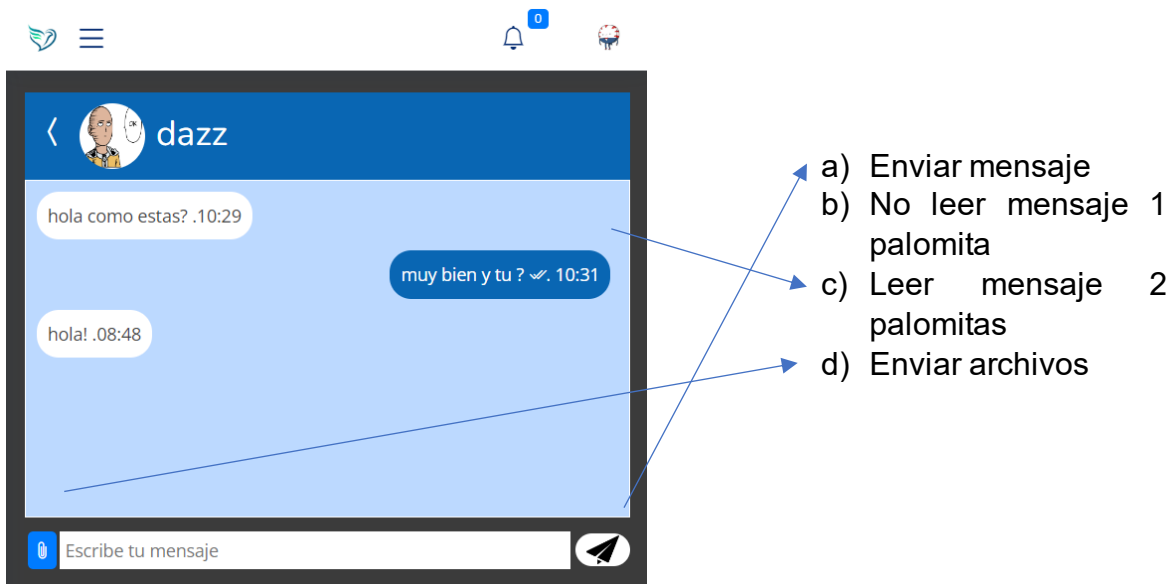 0
dazz
hola como estas? .10:29
muy bien y tu ? ✓✓. 10:31
hola! .08:48
Escribe tu mensaje
a) Enviar mensaje
b) No leer mensaje 1
palomita
c) Leer mensaje 2
palomitas
d) Enviar archivos